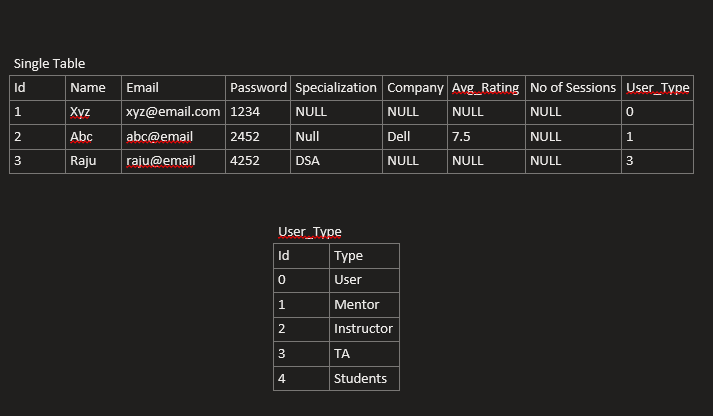 Single Table
Id Name Email Password Specialization Company Avg_Rating No of Sessions User_Type
1 Xyz xyz@email.com 1234 NULL NULL NULL NULL 0
2 Abc abc@email 2452 Null Dell 7.5 NULL 1
3 Raju raju@email 4252 DSA NULL NULL NULL 3
User_Type
Id Type
0 User
1 Mentor
2 Instructor
3 TA
4 Students